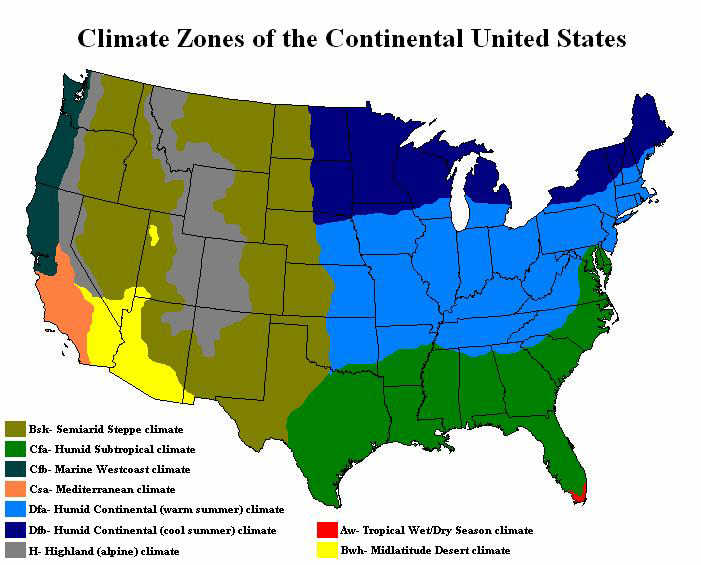 Climate Zones of the Continental United States
Bsk- Semiarid Steppe climate
Cfa- Humid Subtropical climate
Cfb- Marine Westcoast climate
Csa- Mediterranean climate
Dfa- Humid Continental (warm summer) climate
Dfb- Humid Continental (cool summer) climate
H- Highland (alpine) climate
Aw- Tropical Wet/Dry Season climate
Bwh- Midlatitude Desert climate